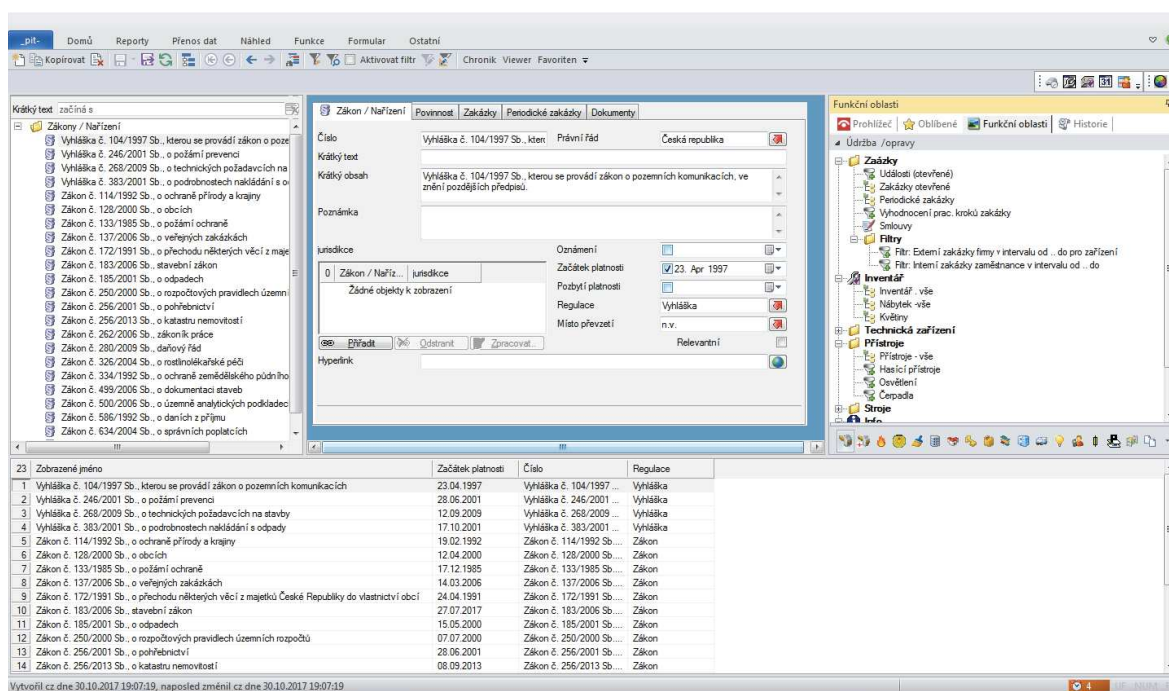 _pit-
Domů
Reporty
Přenos dat
Náhled
Funkce
Formular
Ostatní
Kopírovat
Aktivovat filtr
Chronik Viewer Favoriten
31
Krátký text začíná s
Zákony / Nařízení
Vyhláška č. 104/1997 Sb., kterou se provádí zákon o poze
Vyhláška č. 246/2001 Sb., o požární prevenci
Vyhláška č. 268/2009 Sb., o technických požadavcích na
Vyhláška č. 383/2001 Sb., o podrobnostech nakládání s o
Zákon č. 114/1992 Sb., o ochraně přírody a krajiny
Zákon č. 128/2000 Sb., o obcích
Zákon č. 133/1985 Sb., o požární ochraně
Zákon č. 137/2006 Sb., o veřejných zakázkách
Zákon č. 172/1991 Sb., o přechodu některých věcí z maje
Zákon č. 183/2006 Sb., stavební zákon
Zákon č. 185/2001 Sb., o odpadech
Zákon č. 250/2000 Sb., o rozpočtových pravidlech územn
Zákon č. 256/2001 Sb., o pohřebnictví
Zákon č. 256/2013 Sb., o katastru nemovitostí
Zákon č. 262/2006 Sb., zákoník práce
Zákon č. 280/2009 Sb., daňový řád
Zákon č. 326/2004 Sb., o rostlinolékařské péči
Zákon č. 334/1992 Sb., o ochraně zemědělského půdního
Zákon č. 499/2006 Sb., o dokumentaci staveb
Zákon č. 500/2006 Sb., o územně analytických podkladec
Zákon č. 586/1992 Sb., o daních z příjmu
Zákon č. 634/2004 Sb., o správních poplatcích
Zákon / Nařízení
Povinnost
Zakázky
Periodické zakázky
Dokumenty
Číslo
Vyhláška č. 104/1997 Sb., kterou
Právní řád
Česká republika
Krátký text
Krátký obsah
Vyhláška č. 104/1997 Sb., kterou se provádí zákon o pozemních komunikacích, ve
znění pozdějších předpisů.
Poznámka
jurisdikce
0 Zákon / Naříz... jurisdikce
Žádné objekty k zobrazení
Přiřadit
Odstranit
Zpracovat..
Oznámení
Začátek platnosti
23. Apr 1997
Pozbytí platnosti
Regulace
Vyhláška
Místo převzetí
n.v.
Relevantní
Hyperlink
Funkční oblasti
Prohlížeč
Oblíbené
Funkční oblasti
Historie
Údržba /opravy
Zaázky
Události (otevřené)
Zakázky otevřené
Periodické zakázky
Vyhodnocení prac. kroků zakázky
Smlouvy
Filtry
Filtr: Externí zakázky firmy v intervalu od .. do pro zařízení
Filtr: Interní zakázky zaměstnance v intervalu od .. do
Inventář
Inventář . vše
Nábytek -vše
Květiny
Technická zařízení
Přístroje
Přístroje - vše
Hasící přístroje
Osvětlení
Čerpadla
Stroje
Info
23 Zobrazené jméno Začátek platnosti Číslo Regulace
1 Vyhláška č. 104/1997 Sb., kterou se provádí zákon o pozemních komunikacích 23.04.1997 Vyhláška č. 104/1997 ... Vyhláška
2 Vyhláška č. 246/2001 Sb., o požární prevenci 28.06.2001 Vyhláška č. 246/2001 ... Vyhláška
3 Vyhláška č. 268/2009 Sb., o technických požadavcích na stavby 12.09.2009 Vyhláška č. 268/2009 ... Vyhláška
4 Vyhláška č. 383/2001 Sb., o podrobnostech nakládání s odpady 17.10.2001 Vyhláška č. 383/2001 ... Vyhláška
5 Zákon č. 114/1992 Sb., o ochraně přírody a krajiny 19.02.1992 Zákon č. 114/1992 Sb.... Zákon
6 Zákon č. 128/2000 Sb., o obcích 12.04.2000 Zákon č. 128/2000 Sb.... Zákon
7 Zákon č. 133/1985 Sb., o požární ochraně 17.12.1985 Zákon č. 133/1985 Sb.... Zákon
8 Zákon č. 137/2006 Sb., o veřejných zakázkách 14.03.2006 Zákon č. 137/2006 Sb.... Zákon
9 Zákon č. 172/1991 Sb., o přechodu některých věcí z majetků České Republiky do vlastnictví obcí 24.04.1991 Zákon č. 172/1991 Sb.... Zákon
10 Zákon č. 183/2006 Sb., stavební zákon 27.07.2017 Zákon č. 183/2006 Sb.... Zákon
11 Zákon č. 185/2001 Sb., o odpadech 15.05.2000 Zákon č. 185/2001 Sb.... Zákon
12 Zákon č. 250/2000 Sb., o rozpočtových pravidlech územních rozpočtů 07.07.2000 Zákon č. 250/2000 Sb.... Zákon
13 Zákon č. 256/2001 Sb., o pohřebnictví 28.06.2001 Zákon č. 256/2001 Sb.... Zákon
14 Zákon č. 256/2013 Sb., o katastru nemovitostí 08.09.2013 Zákon č. 256/2013 Sb.... Zákon
Vytvořil cz dne 30.10.2017 19:07:19, naposled změnil cz dne 30.10.2017 19:07:19
4